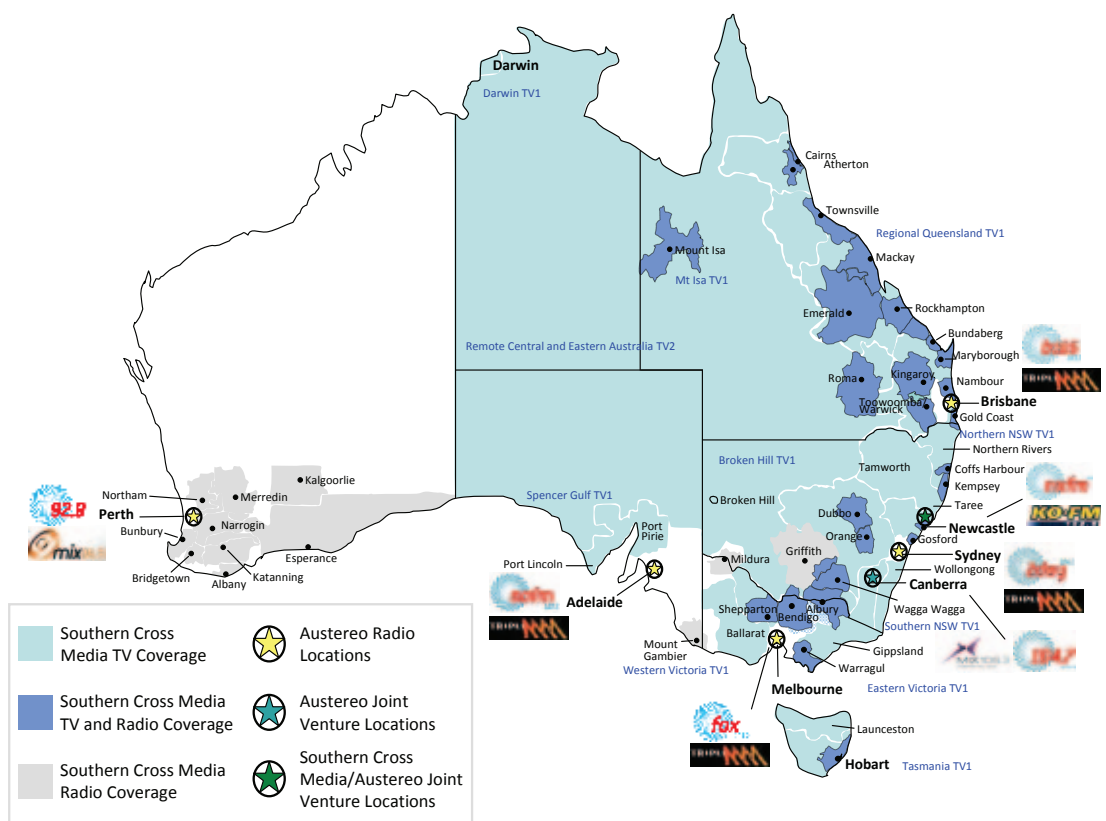 Darwin
Darwin TV1
Cairns
Atherton
Townsville
Regional Queensland TV1
Mount Isa
Mackay
Mt Isa TV1
Emerald
Rockhampton
Remote Central and Eastern Australia TV2
Bundaberg
Maryborough
Roma
Kingaroy
Nambour
Toowoomba/
Warwick
Brisbane
Gold Coast
Northern NSW TV1
Northern Rivers
Broken Hill TV1
Tamworth
Coffs Harbour
Kempsey
Kalgoorlie
Northam
Merredin
Spencer Gulf TV1
Broken Hill
Taree
92.9
Perth
Narrogin
Dubbo
Newcastle
KO.FM
Bunbury
mix
Port
Pirie
Orange
Gosford
Esperance
Griffith
Sydney
Mildura
Port Lincoln
Wollongong
Bridgetown
Katanning
Albany
Canberra
Adelaide
Shepparton
Albury
Wagga Wagga
Bendigo
Southern NSW TV1
Ballarat
Mount
Gambier
Gippsland
Western Victoria TV1
Warragul
Melbourne
Eastern Victoria TV1
fox
Launceston
Hobart
Tasmania TV1
Southern Cross
Media TV Coverage
Austereo Radio
Locations
Southern Cross Media
TV and Radio Coverage
Austereo Joint
Venture Locations
Southern Cross Media
Radio Coverage
Southern Cross
Media/Austereo Joint
Venture Locations